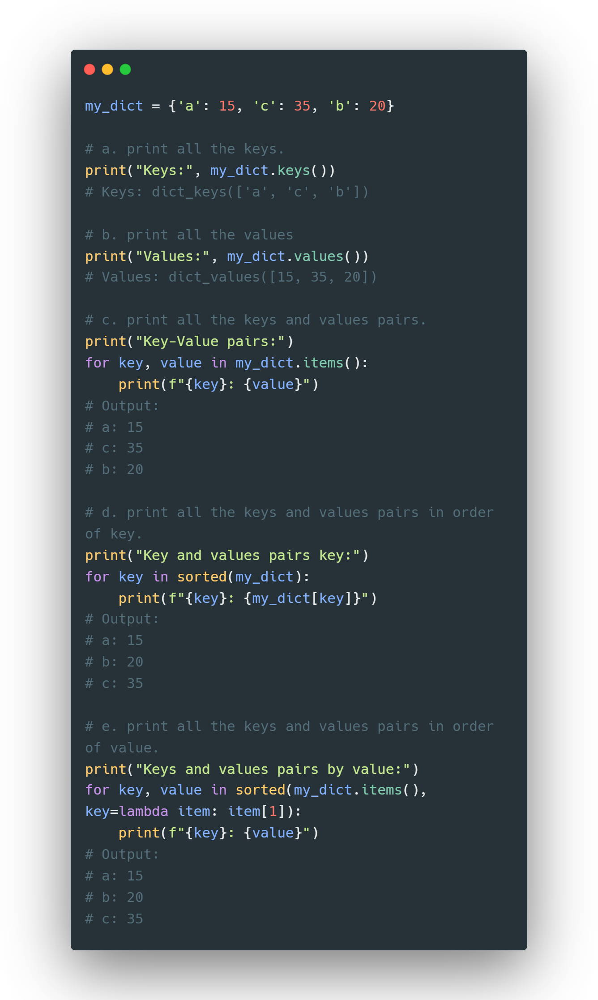 my_dict = {'a': 15, 'c': 35, 'b': 20}

# a. print all the keys.
print("Keys:", my_dict.keys())
# Keys: dict_keys(['a', 'c', 'b'])

# b. print all the values
print("Values:", my_dict.values())
# Values: dict_values([15, 35, 20])

# c. print all the keys and values pairs.
print("Key-Value pairs:")
for key, value in my_dict.items():
    print(f"{key}: {value}")
# Output:
# a: 15
# c: 35
# b: 20

# d. print all the keys and values pairs in order
of key.
print("Key and values pairs key:")
for key in sorted(my_dict):
    print(f"{key}: {my_dict[key]}")
# Output:
# a: 15
# b: 20
# c: 35

# e. print all the keys and values pairs in order
of value.
print("Keys and values pairs by value:")
for key, value in sorted(my_dict.items(),
key=lambda item: item[1]):
    print(f"{key}: {value}")
# Output:
# a: 15
# b: 20
# c: 35